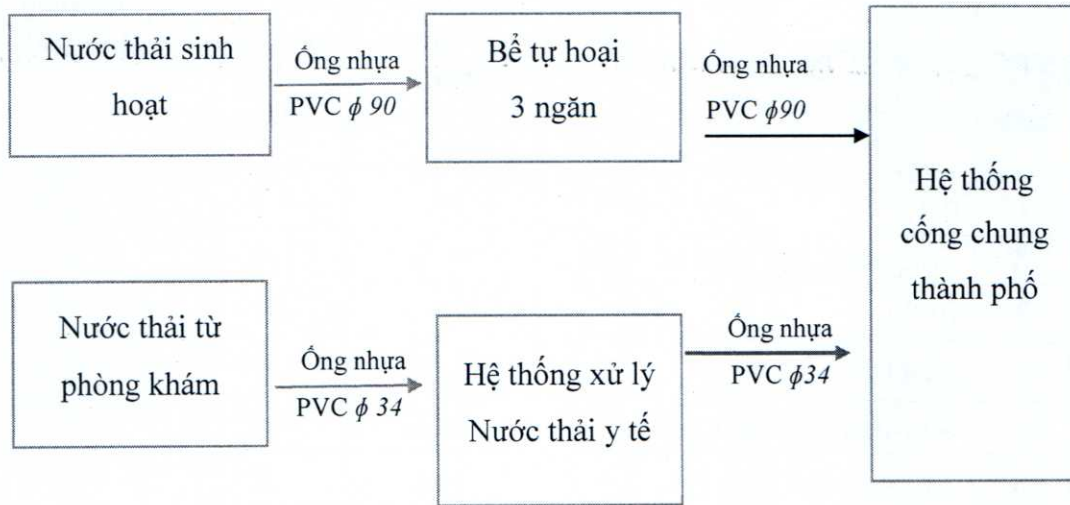 Nước thải sinh
hoạt
Ống nhựa
PVC ϕ 90
Bể tự hoại
3 ngăn
Ống nhựa
PVC ϕ90
Hệ thống
cống chung
thành phố
Nước thải từ
phòng khám
Ống nhựa
PVC ϕ 34
Hệ thống xử lý
Nước thải y tế
Ống nhựa
PVC ϕ34